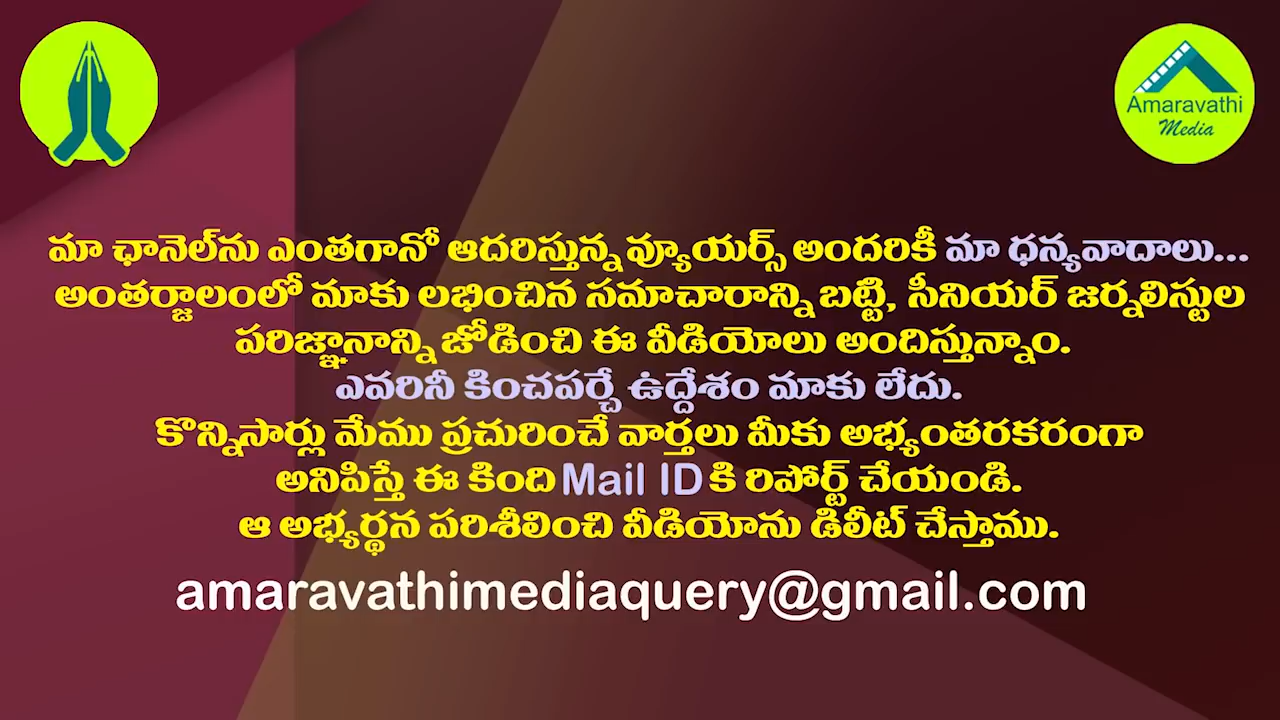 Amaravathi
Media
మా ఛానెల్‌ను ఎంతగానో ఆదరిస్తున్న వ్యూయర్స్ అందరికీ మా ధన్యవాదాలు...
అంతర్జాలంలో మాకు లభించిన సమాచారాన్ని బట్టి, సీనియర్ జర్నలిస్టుల
పరిజ్ఞానాన్ని జోడించి ఈ వీడియోలు అందిస్తున్నాం.
ఎవరినీ కించపర్చే ఉద్దేశం మాకు లేదు.
కొన్నిసార్లు మేము ప్రచురించే వార్తలు మీకు అభ్యంతరకరంగా
అనిపిస్తే ఈ కింది Mail ID కి రిపోర్ట్ చేయండి.
ఆ అభ్యర్థన పరిశీలించి వీడియోను డిలీట్ చేస్తాము.
amaravathimediaquery@gmail.com